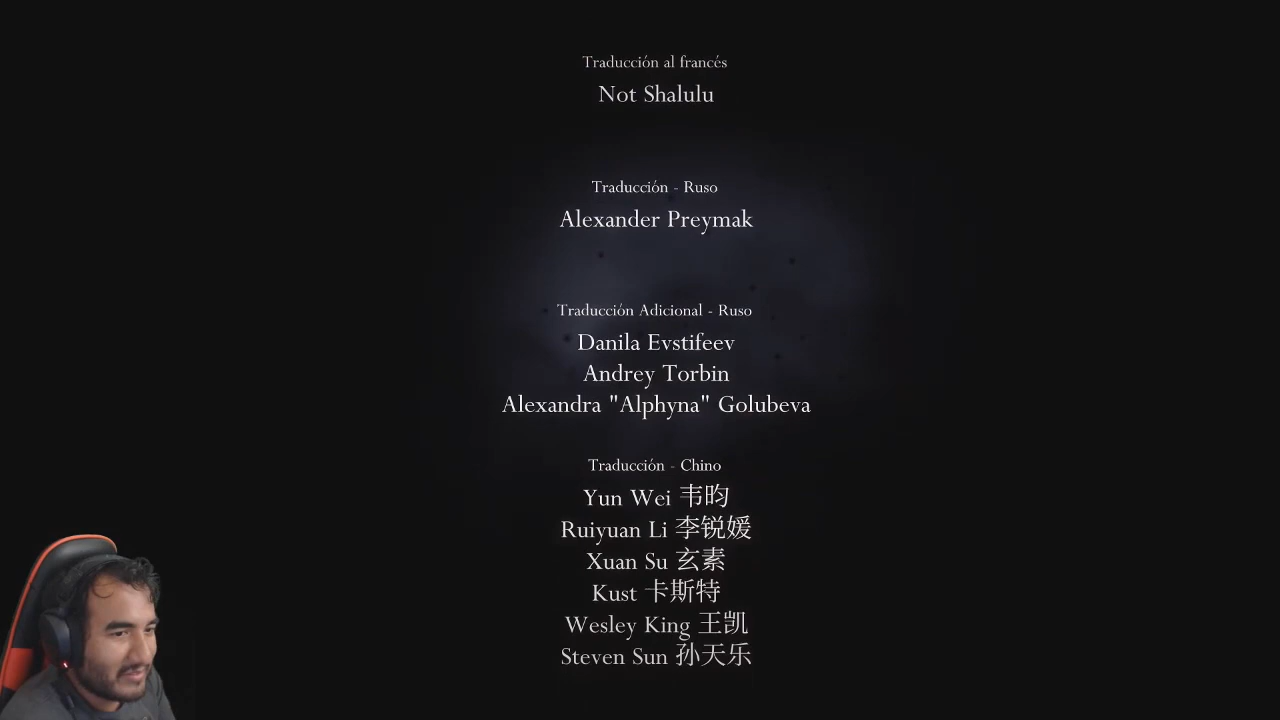 Traducción al francés
Not Shalulu
Traducción - Ruso
Alexander Preymak
Traducción Adicional - Ruso
Danila Evstifeev
Andrey Torbin
Alexandra "Alphyna" Golubeva
Traducción - Chino
Yun Wei 韦昀
Ruiyuan Li 李锐媛
Xuan Su 玄素
Kust 卡斯特
Wesley King 王凯
Steven Sun 孙天乐